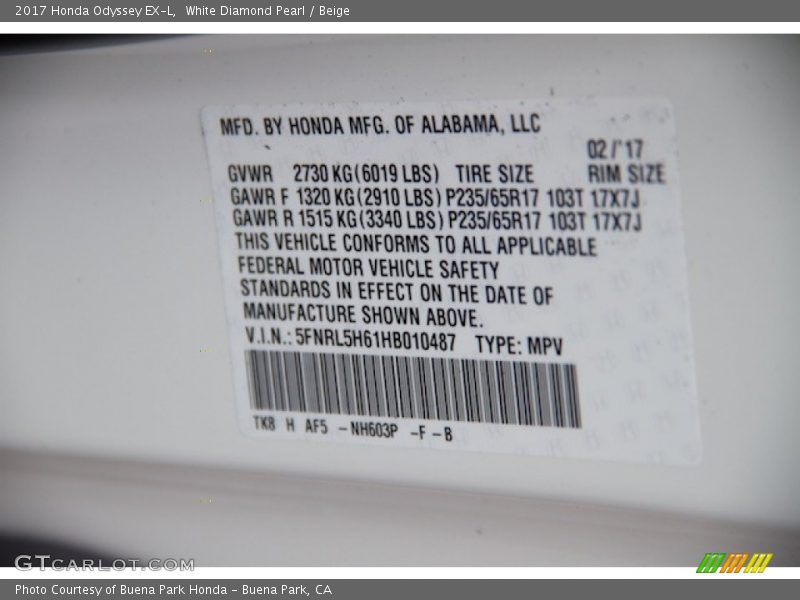 2017 Honda Odyssey EX-L, White Diamond Pearl / Beige
MFD. BY HONDA MFG. OF ALABAMA, LLC
02/'17
GVWR 2730 KG(6019 LBS) TIRE SIZE RIM SIZE
GAWR F 1320 KG(2910 LBS) P235/65R17 103T 17X7J
GAWR R 1515 KG(3340 LBS) P235/65R17 103T 17X7J
THIS VEHICLE CONFORMS TO ALL APPLICABLE
FEDERAL MOTOR VEHICLE SAFETY
STANDARDS IN EFFECT ON THE DATE OF
MANUFACTURE SHOWN ABOVE.
V.I.N.: 5FNRL5H61HB010487 TYPE: MPV
TK8 H AF5 -NH603P -F-B
GTCARLOT.COM
Photo Courtesy of Buena Park Honda - Buena Park, CA